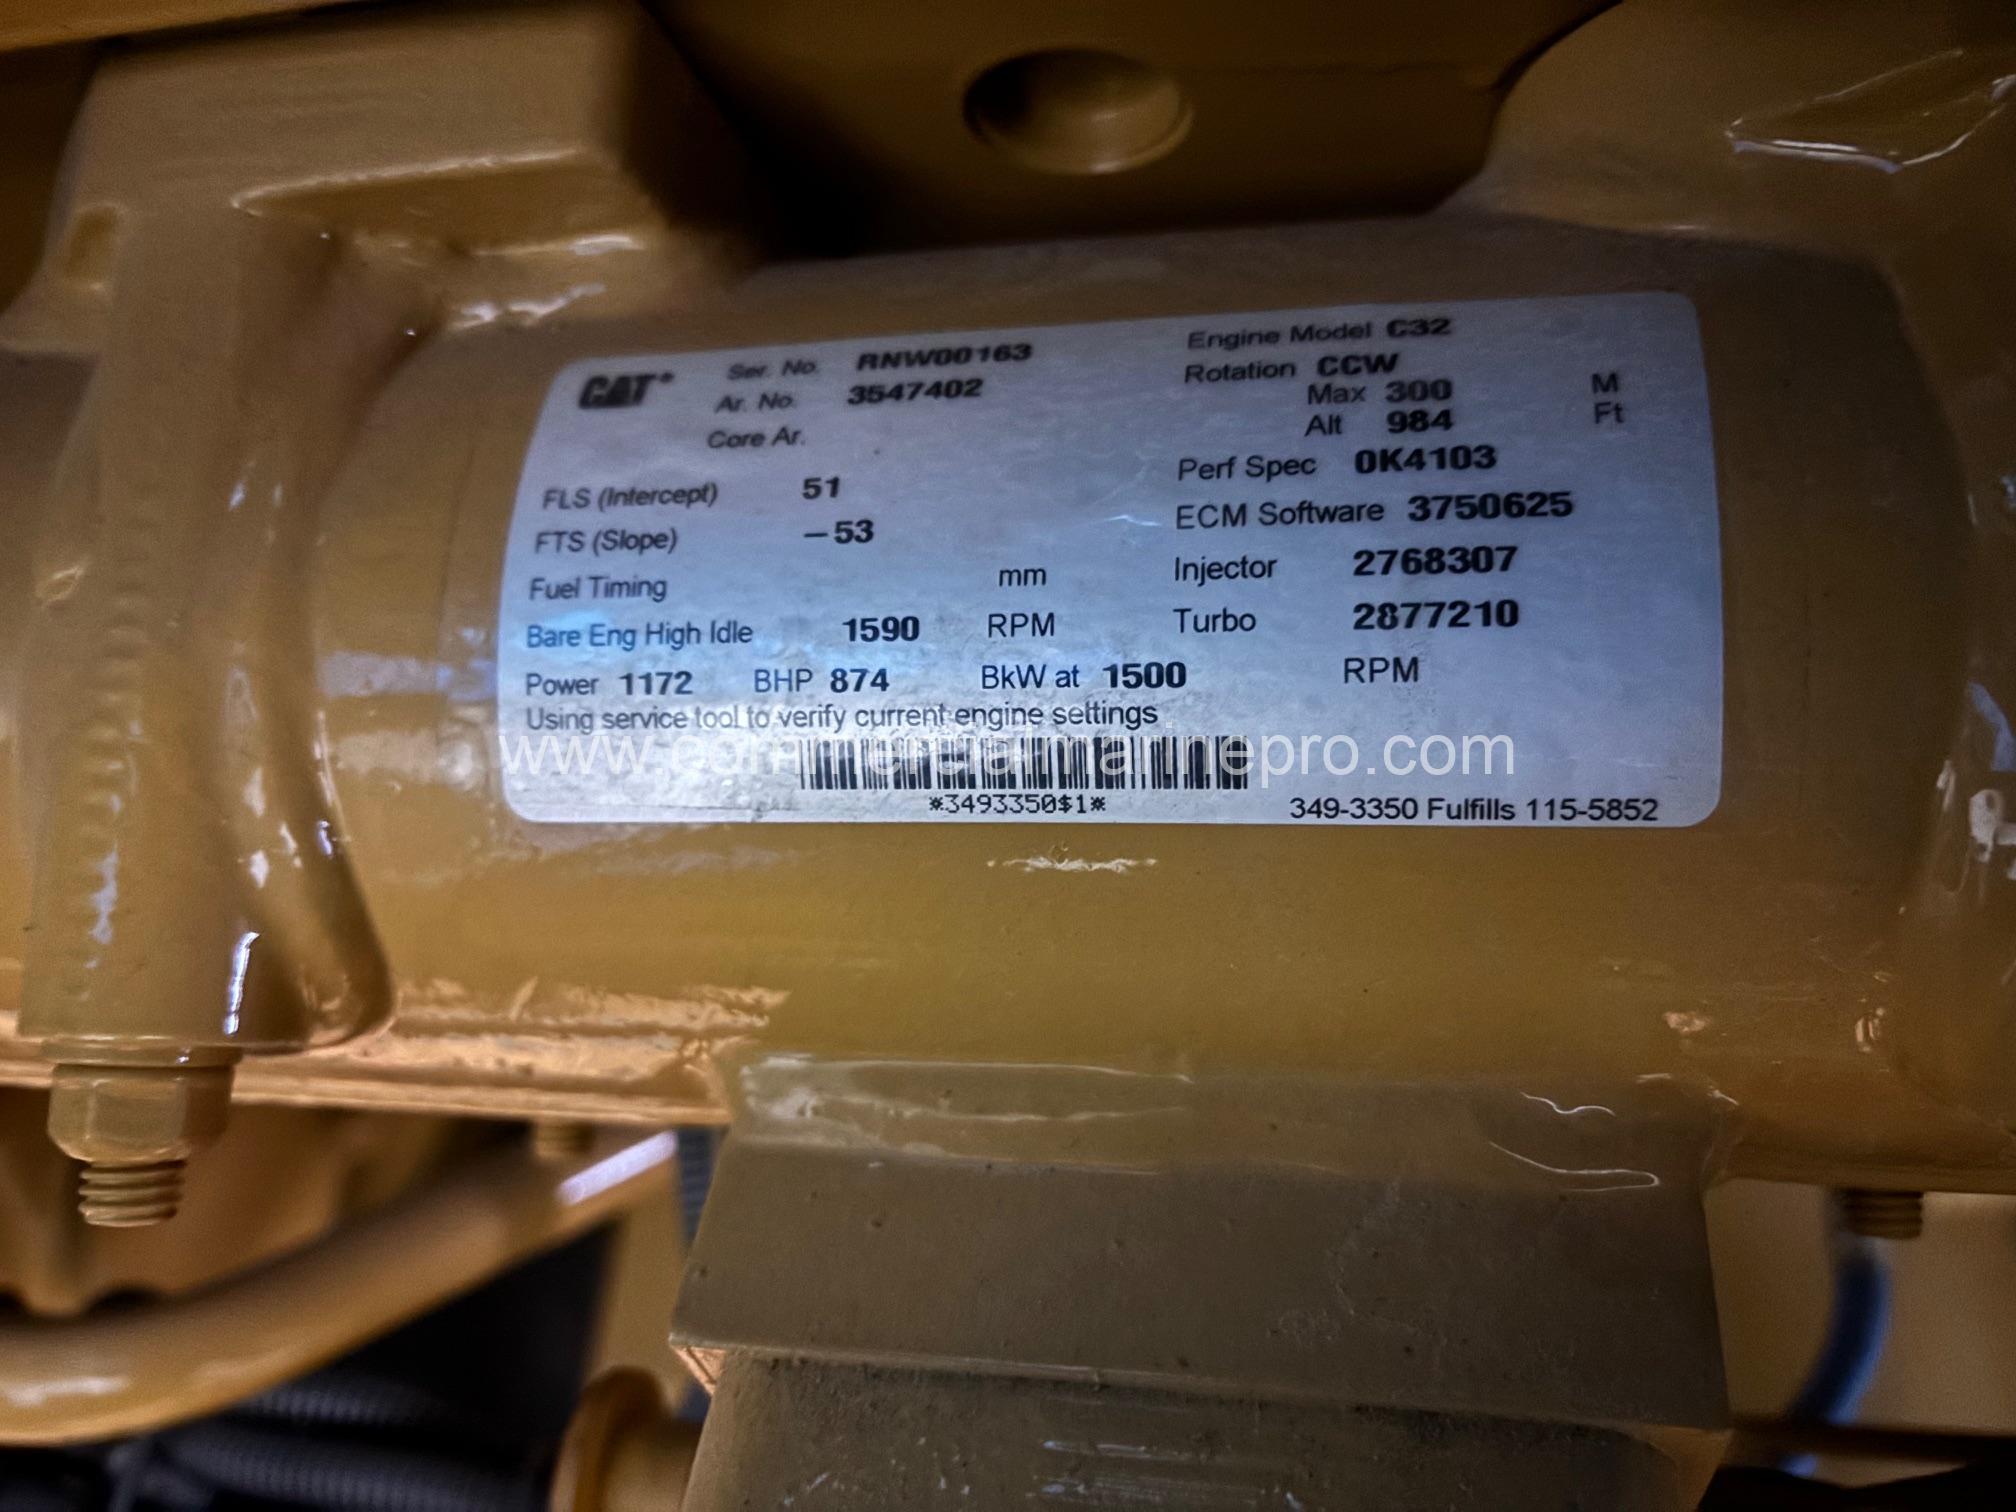 CAT®
Ser. No. RNW00163
Ar. No. 3547402
Core Ar.
FLS (Intercept) 51
FTS (Slope) –53
Fuel Timing mm
Bare Eng High Idle 1590 RPM
Power 1172 BHP 874 BkW at 1500 RPM
Using service tool to verify current engine settings
Engine Model C32
Rotation CCW
Max 300 M
Alt 984 Ft
Perf Spec 0K4103
ECM Software 3750625
Injector 2768307
Turbo 2877210
www.commercialmarinepro.com
*3493350$1*
349-3350 Fulfills 115-5852